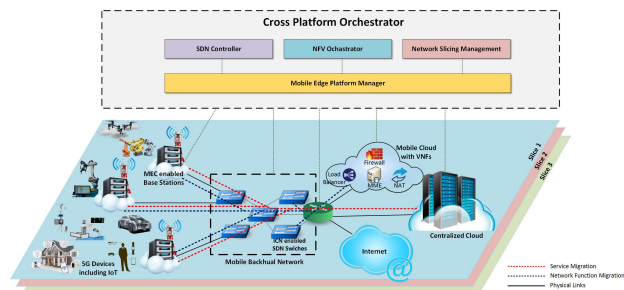 Cross Platform Orchestrator
SDN Controller
NFV Ochastrator
Network Slicing Management
Mobile Edge Platform Manager
Slice 1
Slice 2
Slice 3
MEC enabled
Base Stations
Mobile Cloud
with VNFs
Firewall
Load
Balancer
MME
NAT
ICN enabled
SDN Swiches
Mobile Backhual Network
Internet
@
Centralized Cloud
5G Devices
including IoT
Service Migration
Network Function Migration
Physical Links